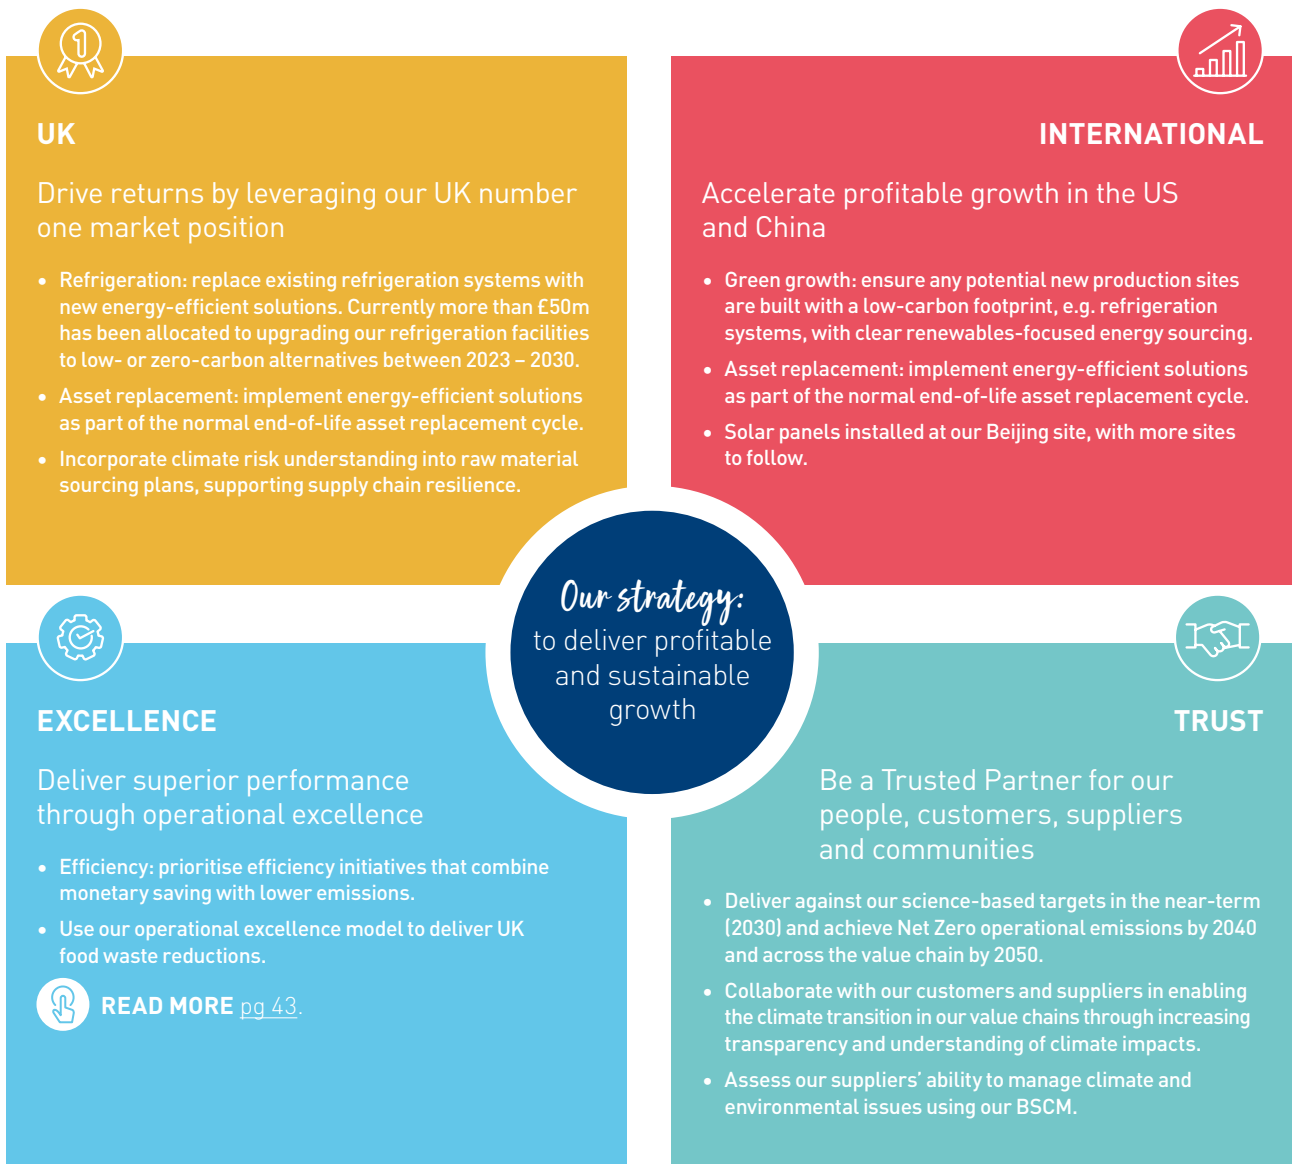 1
UK
Drive returns by leveraging our UK number
one market position
• Refrigeration: replace existing refrigeration systems with
new energy-efficient solutions. Currently more than £50m
has been allocated to upgrading our refrigeration facilities
to low- or zero-carbon alternatives between 2023 – 2030.
• Asset replacement: implement energy-efficient solutions
as part of the normal end-of-life asset replacement cycle.
• Incorporate climate risk understanding into raw material
sourcing plans, supporting supply chain resilience.
INTERNATIONAL
Accelerate profitable growth in the US
and China
• Green growth: ensure any potential new production sites
are built with a low-carbon footprint, e.g. refrigeration
systems, with clear renewables-focused energy sourcing.
• Asset replacement: implement energy-efficient solutions
as part of the normal end-of-life asset replacement cycle.
• Solar panels installed at our Beijing site, with more sites
to follow.
Our strategy:
to deliver profitable
and sustainable
growth
EXCELLENCE
Deliver superior performance
through operational excellence
• Efficiency: prioritise efficiency initiatives that combine
monetary saving with lower emissions.
• Use our operational excellence model to deliver UK
food waste reductions.
READ MORE pg 43.
TRUST
Be a Trusted Partner for our
people, customers, suppliers
and communities
• Deliver against our science-based targets in the near-term
(2030) and achieve Net Zero operational emissions by 2040
and across the value chain by 2050.
• Collaborate with our customers and suppliers in enabling
the climate transition in our value chains through increasing
transparency and understanding of climate impacts.
• Assess our suppliers’ ability to manage climate and
environmental issues using our BSCM.